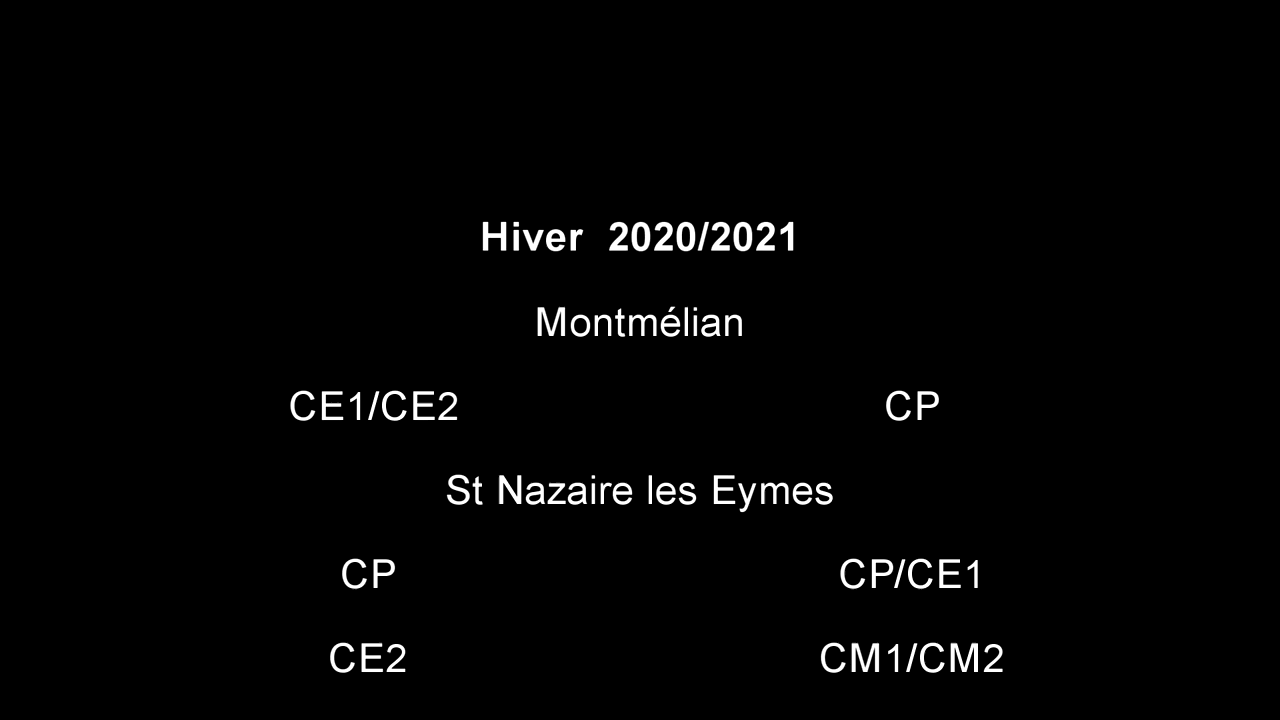 Hiver 2020/2021
Montmélian
CE1/CE2 CP
St Nazaire les Eymes
CP CP/CE1
CE2 CM1/CM2